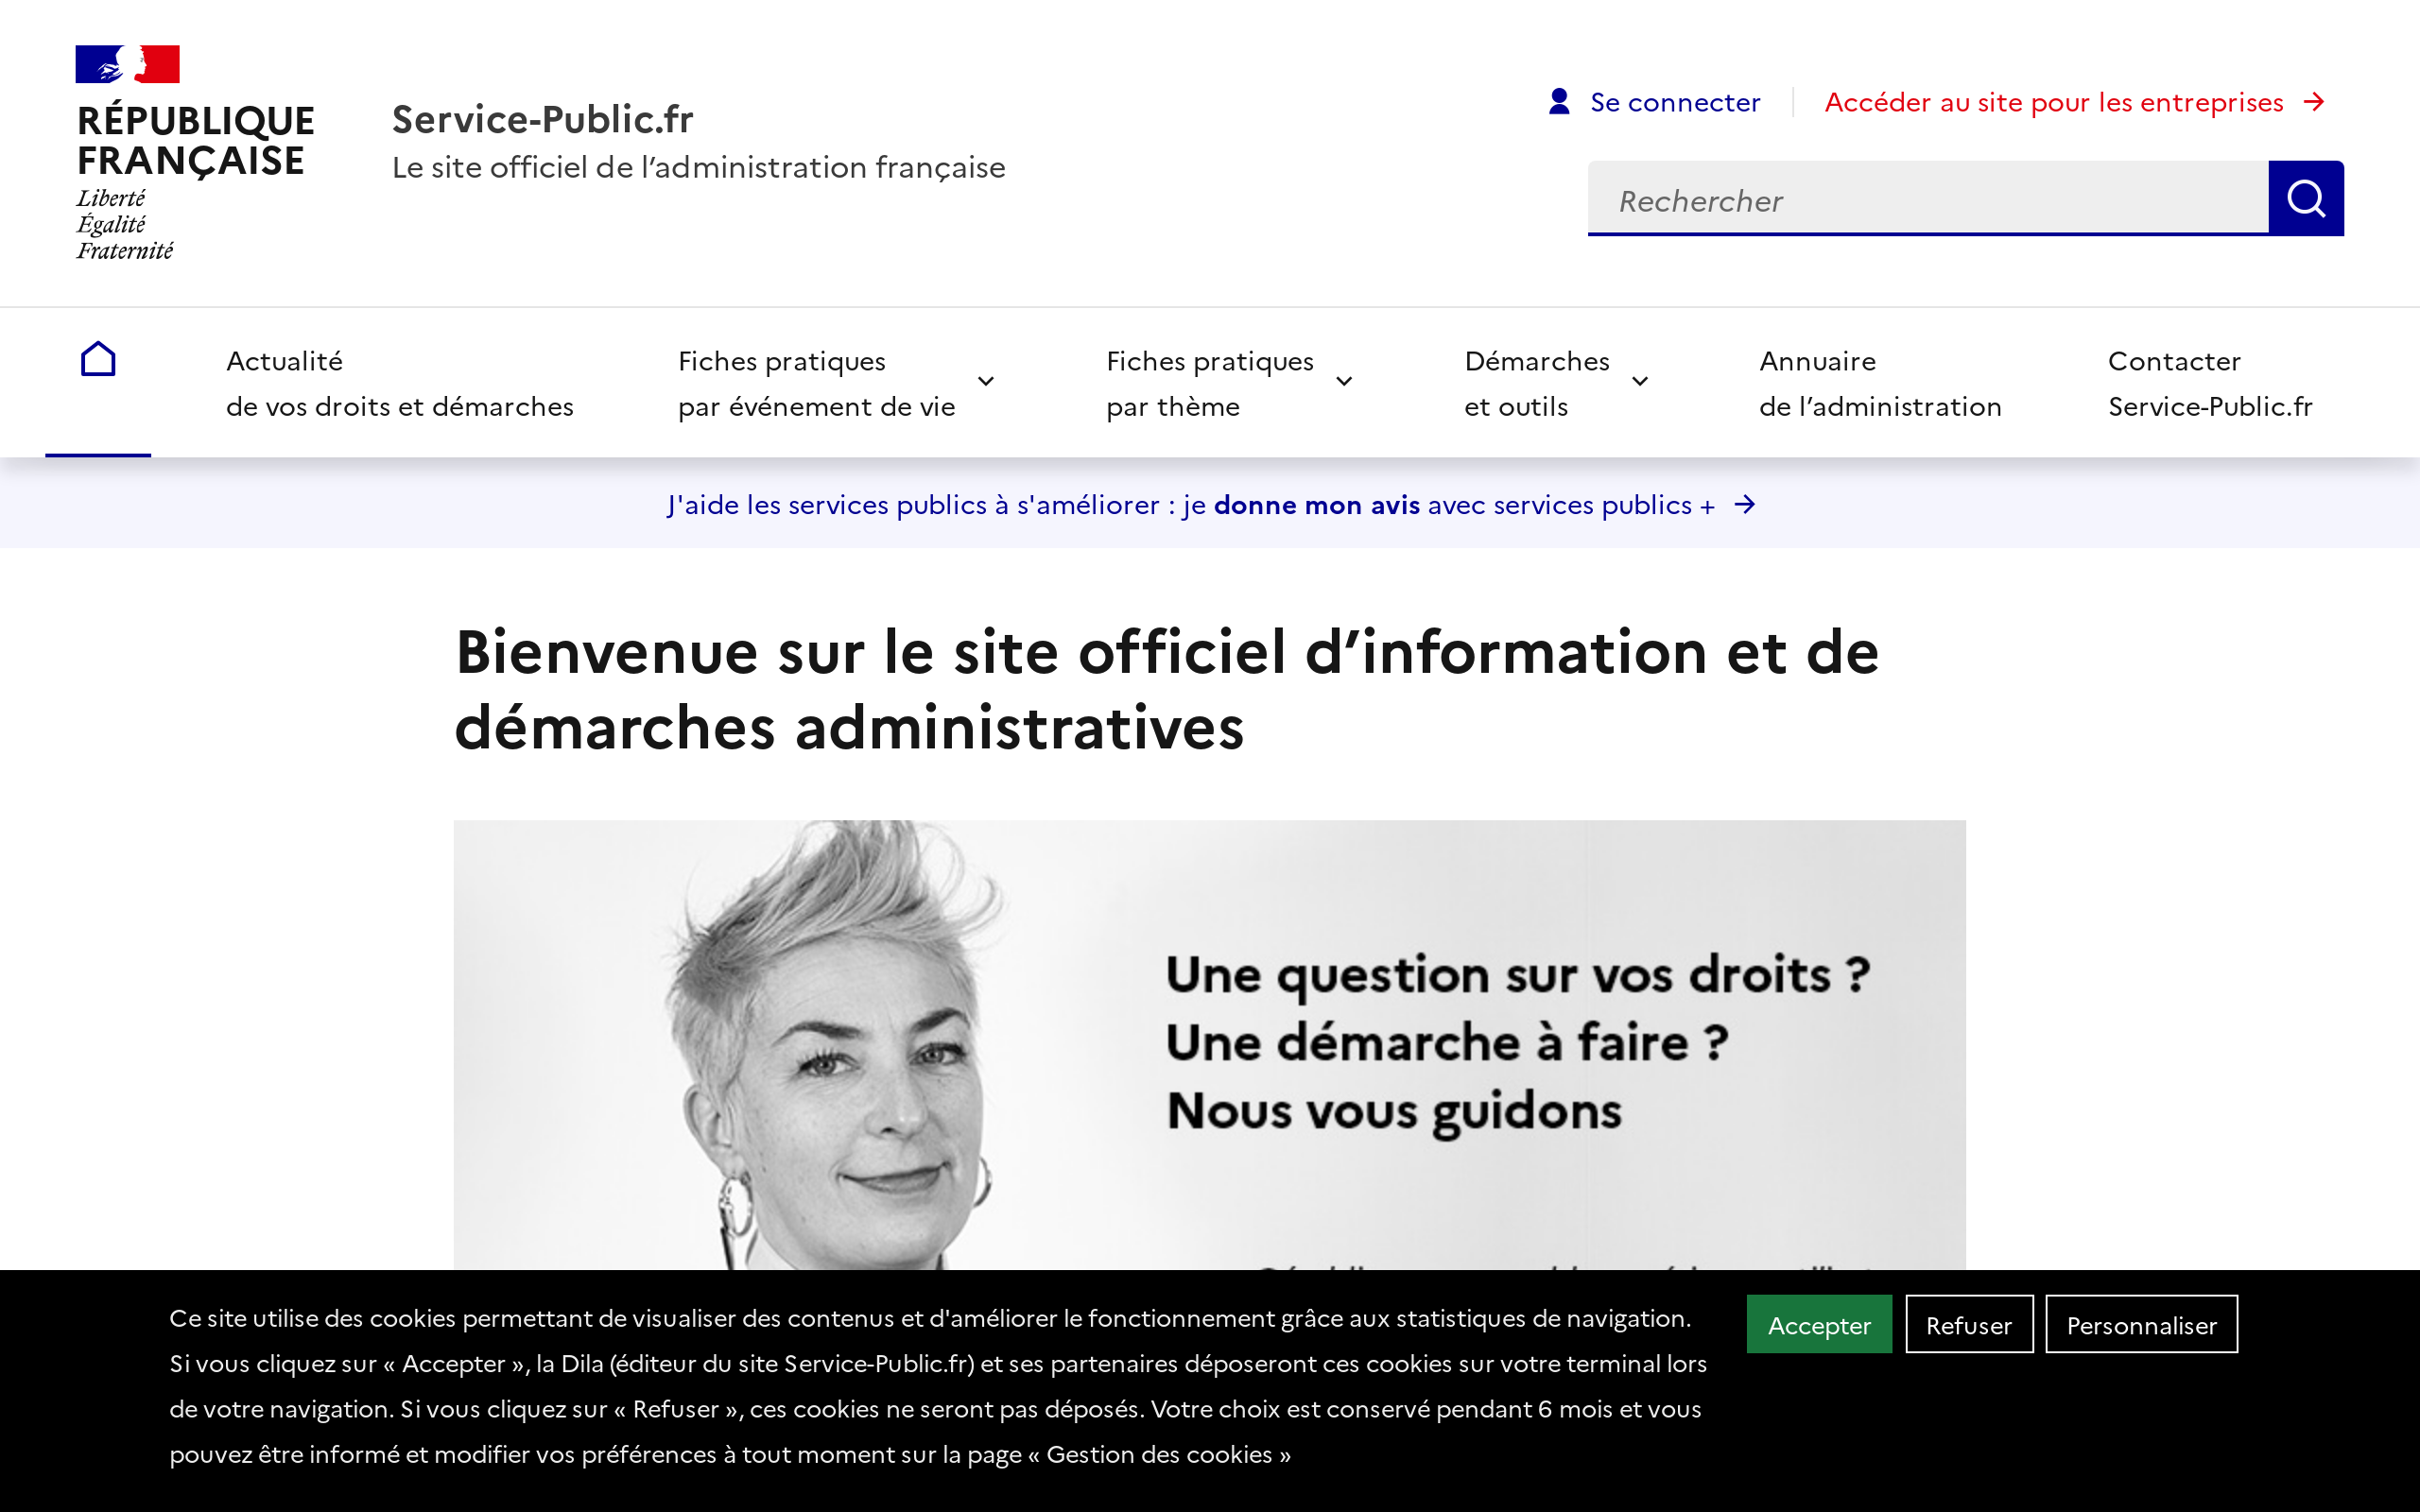 RÉPUBLIQUE
FRANÇAISE
Liberté
Égalité
Fraternité
Service-Public.fr
Le site officiel de l’administration française
Se connecter
Accéder au site pour les entreprises
Rechercher
Actualité
de vos droits et démarches
Fiches pratiques
par événement de vie
Fiches pratiques
par thème
Démarches
et outils
Annuaire
de l’administration
Contacter
Service-Public.fr
J'aide les services publics à s'améliorer : je donne mon avis avec services publics +
Bienvenue sur le site officiel d’information et de
démarches administratives
Une question sur vos droits ?
Une démarche à faire ?
Nous vous guidons
Ce site utilise des cookies permettant de visualiser des contenus et d'améliorer le fonctionnement grâce aux statistiques de navigation.
Si vous cliquez sur « Accepter », la Dila (éditeur du site Service-Public.fr) et ses partenaires déposeront ces cookies sur votre terminal lors
de votre navigation. Si vous cliquez sur « Refuser », ces cookies ne seront pas déposés. Votre choix est conservé pendant 6 mois et vous
pouvez être informé et modifier vos préférences à tout moment sur la page « Gestion des cookies »
Accepter
Refuser
Personnaliser